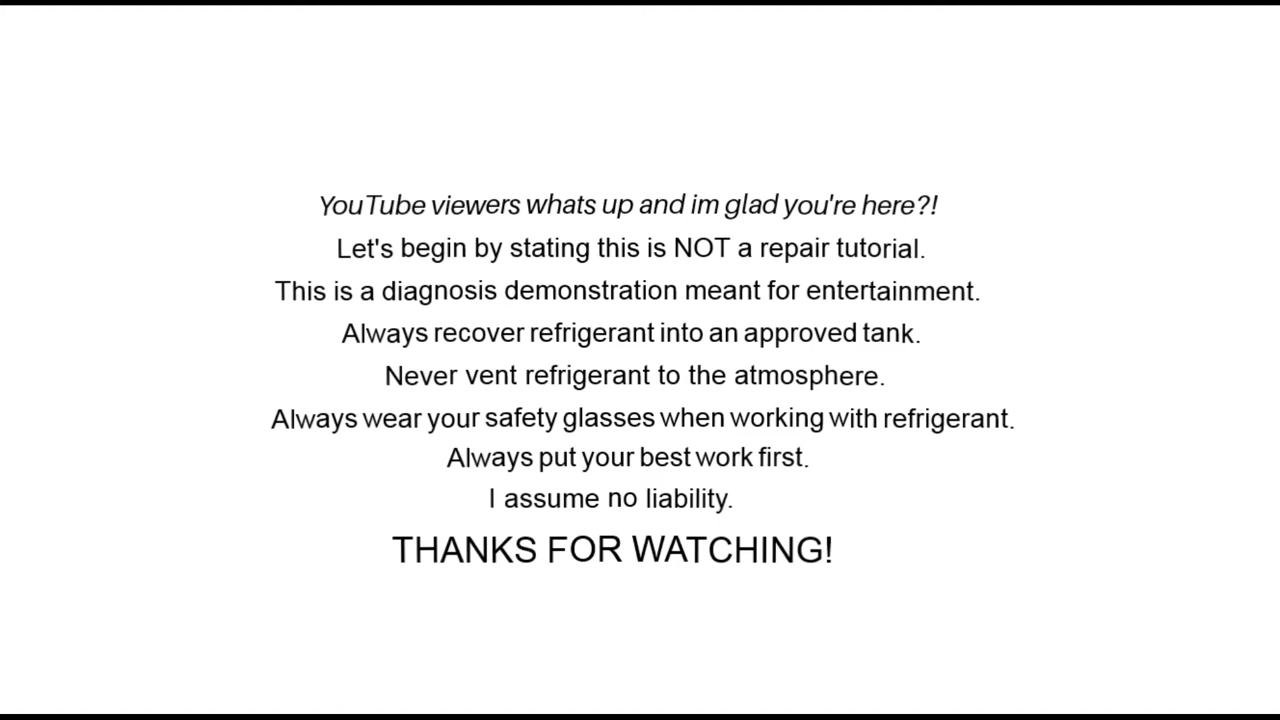 YouTube viewers whats up and im glad you're here?!
Let's begin by stating this is NOT a repair tutorial.
This is a diagnosis demonstration meant for entertainment.
Always recover refrigerant into an approved tank.
Never vent refrigerant to the atmosphere.
Always wear your safety glasses when working with refrigerant.
Always put your best work first.
I assume no liability.
THANKS FOR WATCHING!